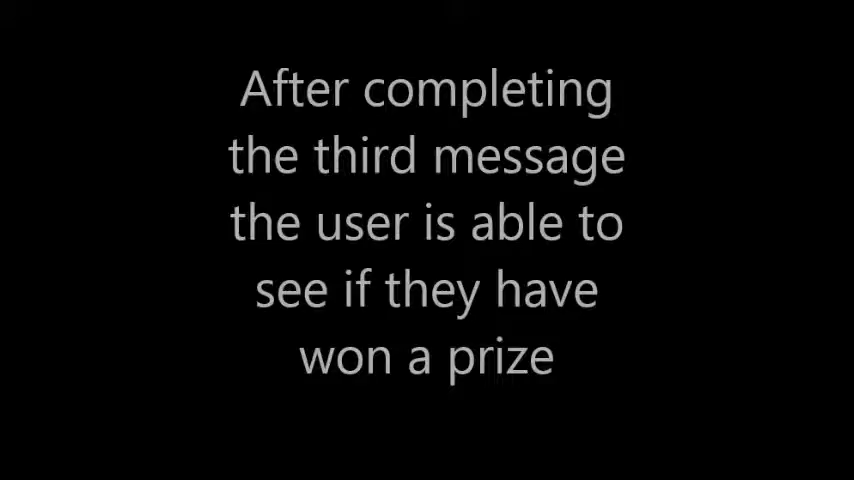 After completing
the third message
the user is able to
see if they have
won a prize